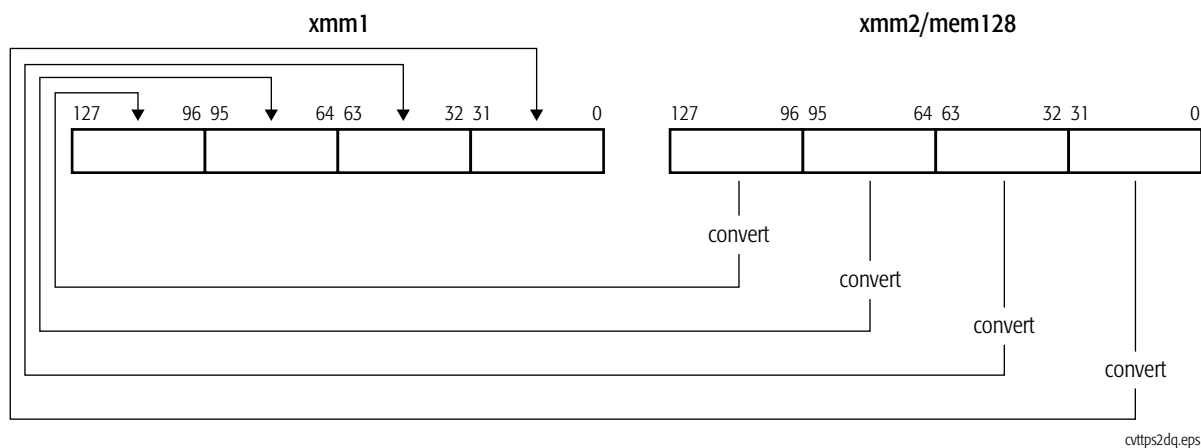 xmm1 xmm2/mem128
127 96 95 64 63 32 31 0 127 96 95 64 63 32 31 0
convert
convert
convert
convert
cvttps2dq.eps